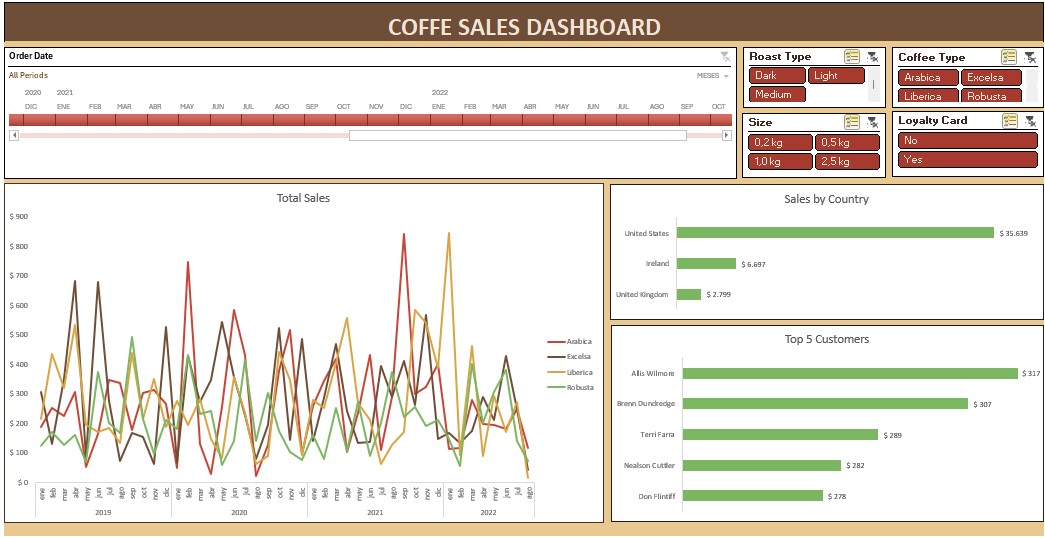 COFFE SALES DASHBOARD
Order Date
All Periods
MESES
2020 2021 2022
DIC ENE FEB MAR ABR MAY JUN JUL AGO SEP OCT NOV DIC ENE FEB MAR ABR MAY JUN JUL AGO SEP OCT
Roast Type
Dark Light
Medium
Coffee Type
Arabica Excelsa
Liberica Robusta
Size
0,2 kg 0,5 kg
1,0 kg 2,5 kg
Loyalty Card
No
Yes
Total Sales
$ 900
$ 800
$ 700
$ 600
$ 500
$ 400
$ 300
$ 200
$ 100
$ 0
ene feb mar abr may jun jul ago sep oct nov dic ene feb mar abr may jun jul ago sep oct nov dic ene feb mar abr may jun jul ago sep oct nov dic ene feb mar abr may jun jul ago
2019 2020 2021 2022
Arabica
Excelsa
Liberica
Robusta
Sales by Country
United States $ 35.639
Ireland $ 6.697
United Kingdom $ 2.799
Top 5 Customers
Allis Wilmore $ 317
Brenn Dundredge $ 307
Terri Farra $ 289
Nealson Cuttler $ 282
Don Flintiff $ 278